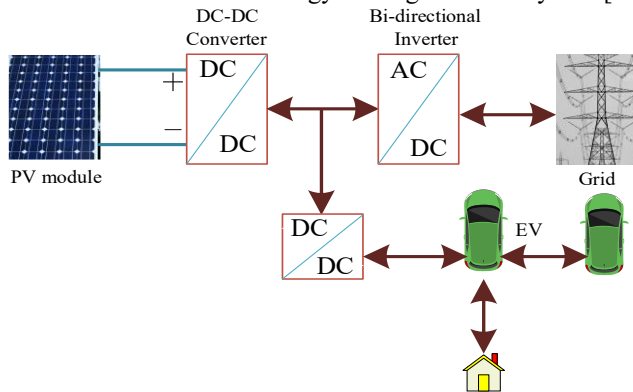 DC-DC
Converter
Bi-directional
Inverter
DC
+
–
DC
AC
DC
PV module
Grid
DC
DC
EV